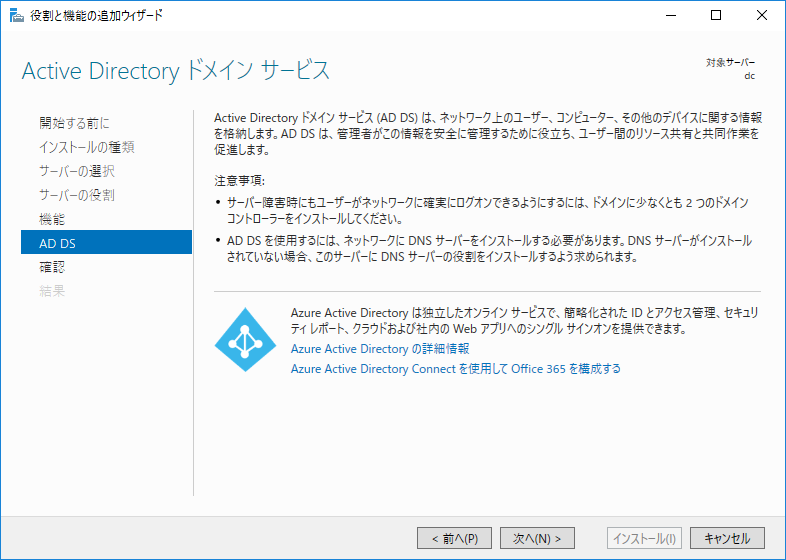 役割と機能の追加ウィザード
Active Directory ドメイン サービス
対象サーバー
dc
開始する前に
インストールの種類
サーバーの選択
サーバーの役割
機能
AD DS
確認
結果
Active Directory ドメイン サービス (AD DS) は、ネットワーク上のユーザー、コンピューター、その他のデバイスに関する情報
を格納します。AD DS は、管理者がこの情報を安全に管理するために役立ち、ユーザー間のリソース共有と共同作業を
促進します。
注意事項:
• サーバー障害時にもユーザーがネットワークに確実にログオンできるようにするには、ドメインに少なくとも 2 つのドメイン
コントローラーをインストールしてください。
• AD DS を使用するには、ネットワークに DNS サーバーをインストールする必要があります。DNS サーバーがインストール
されていない場合、このサーバーに DNS サーバーの役割をインストールするよう求められます。
Azure Active Directory は独立したオンライン サービスで、簡略化された ID とアクセス管理、セキュリ
ティ レポート、クラウドおよび社内の Web アプリへのシングル サインオンを提供できます。
Azure Active Directory の詳細情報
Azure Active Directory Connect を使用して Office 365 を構成する
< 前へ(P)
次へ(N) >
インストール(I)
キャンセル